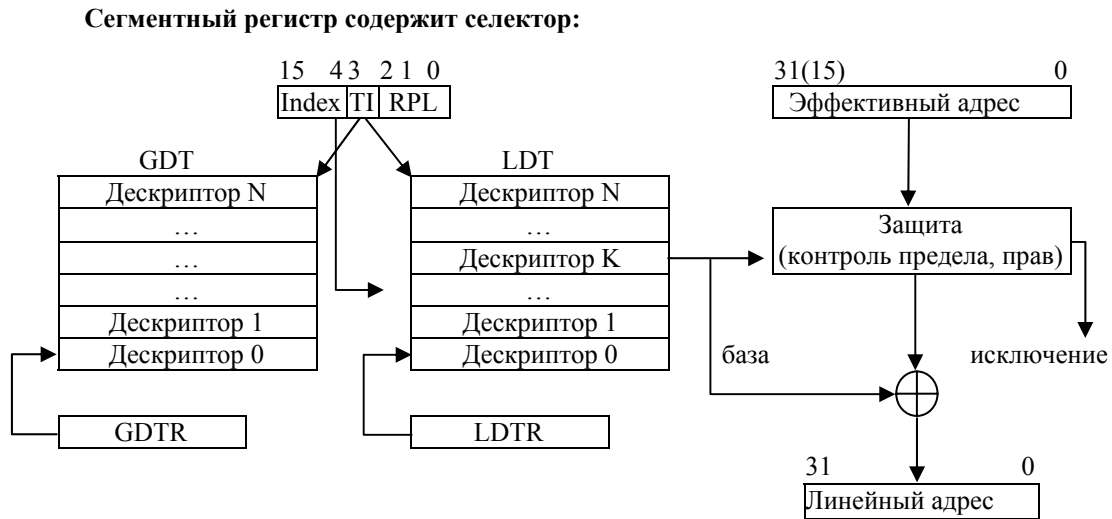 Сегментный регистр содержит селектор:
15 4 3 2 1 0
31(15) 0
Index TI RPL
Эффективный адрес
GDT
LDT
Дескриптор N
Дескриптор N
Защита
(контроль предела, прав)
…
…
…
Дескриптор K
…
…
Дескриптор 1
Дескриптор 1
Дескриптор 0
Дескриптор 0
база
исключение
GDTR
LDTR
31 0
Линейный адрес